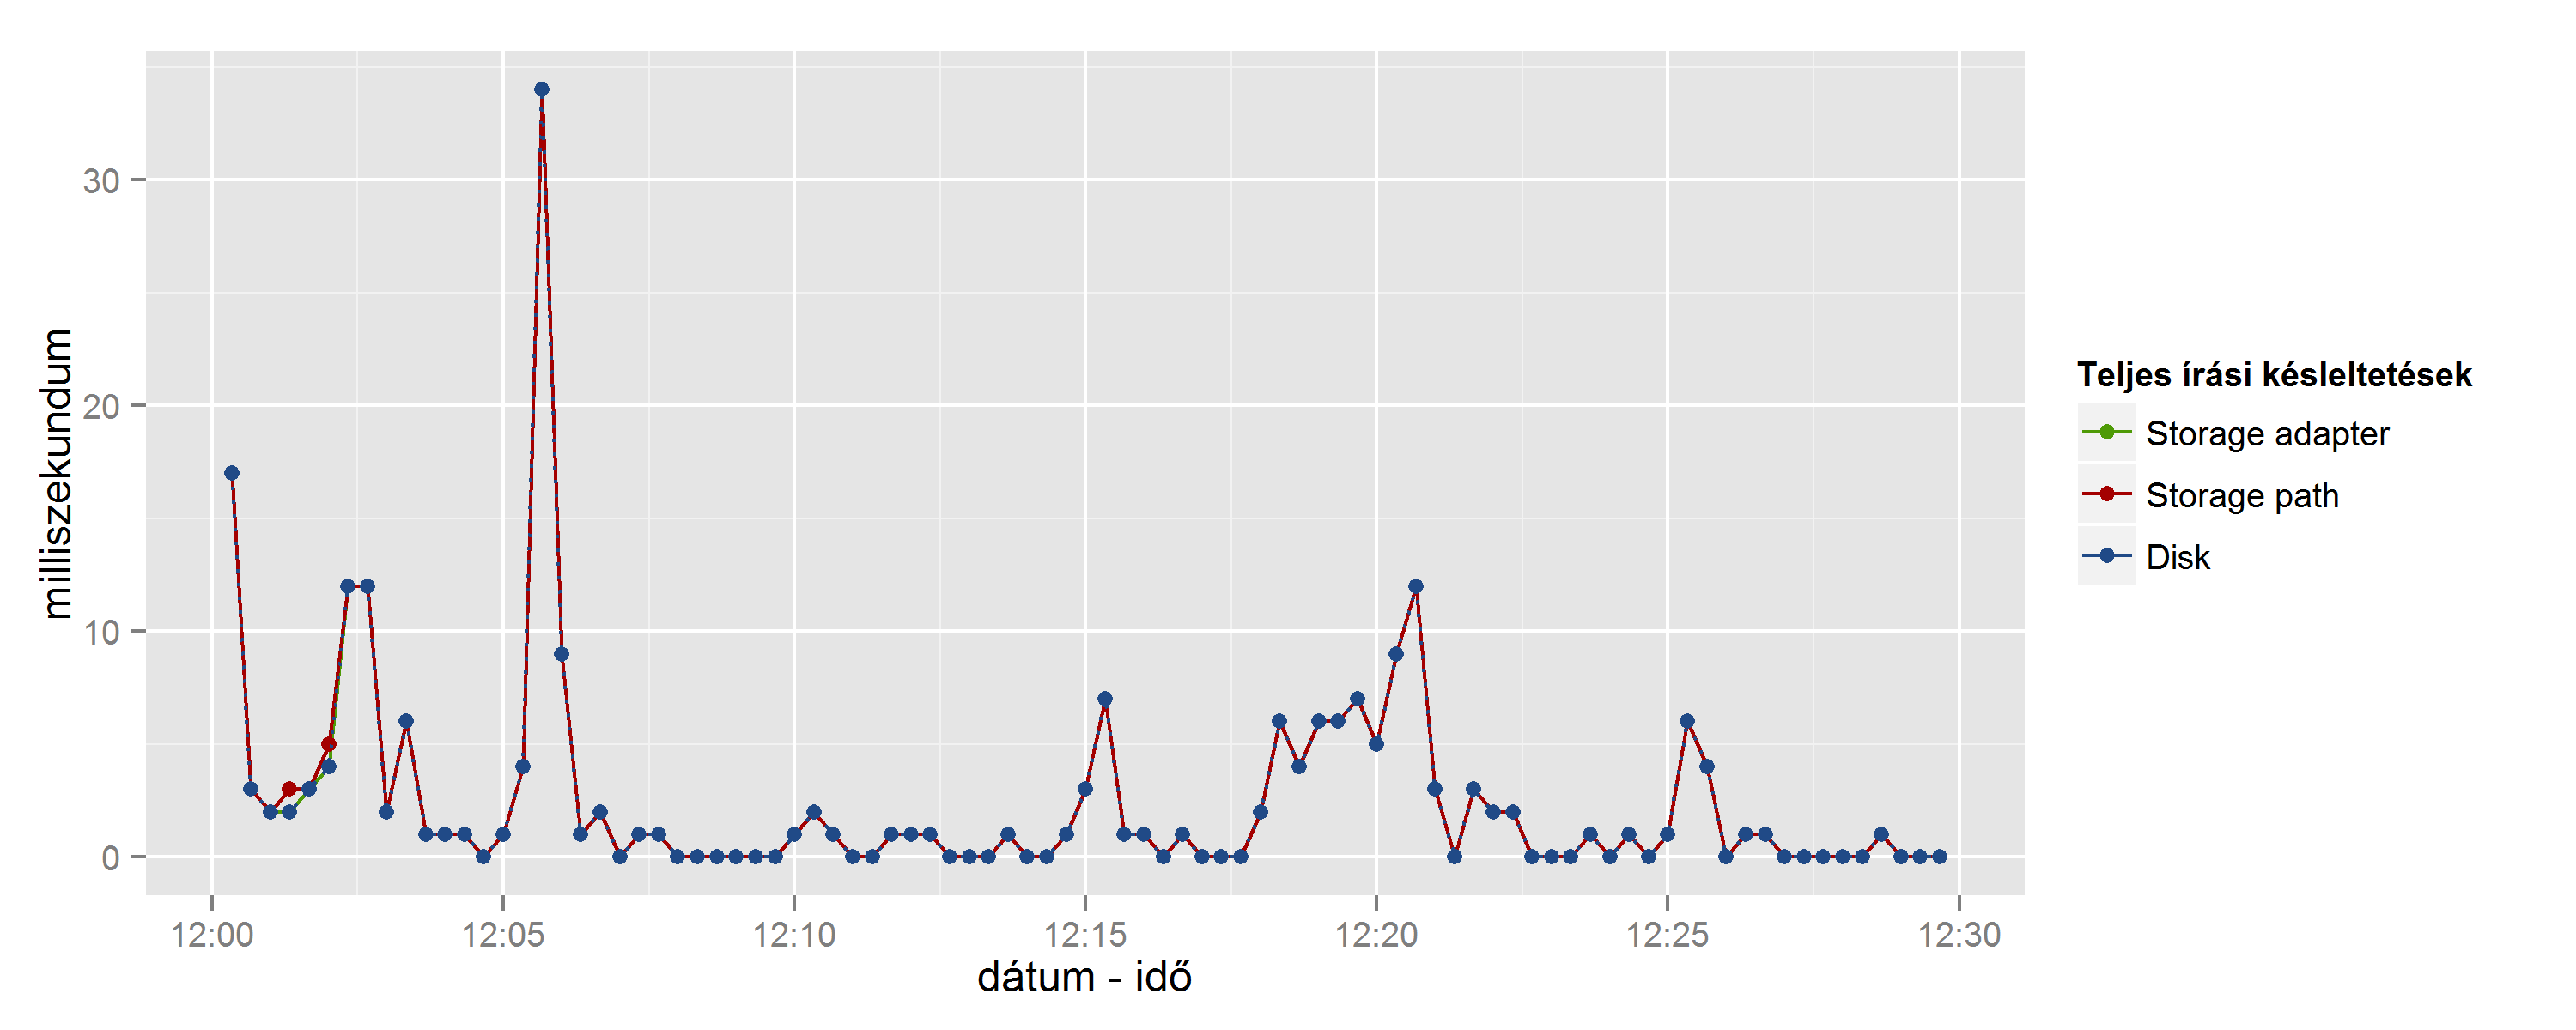 milliszekundum
30
20
10
0
12:00 12:05 12:10 12:15 12:20 12:25 12:30
dátum - idő
Teljes írási késleltetések
Storage adapter
Storage path
Disk